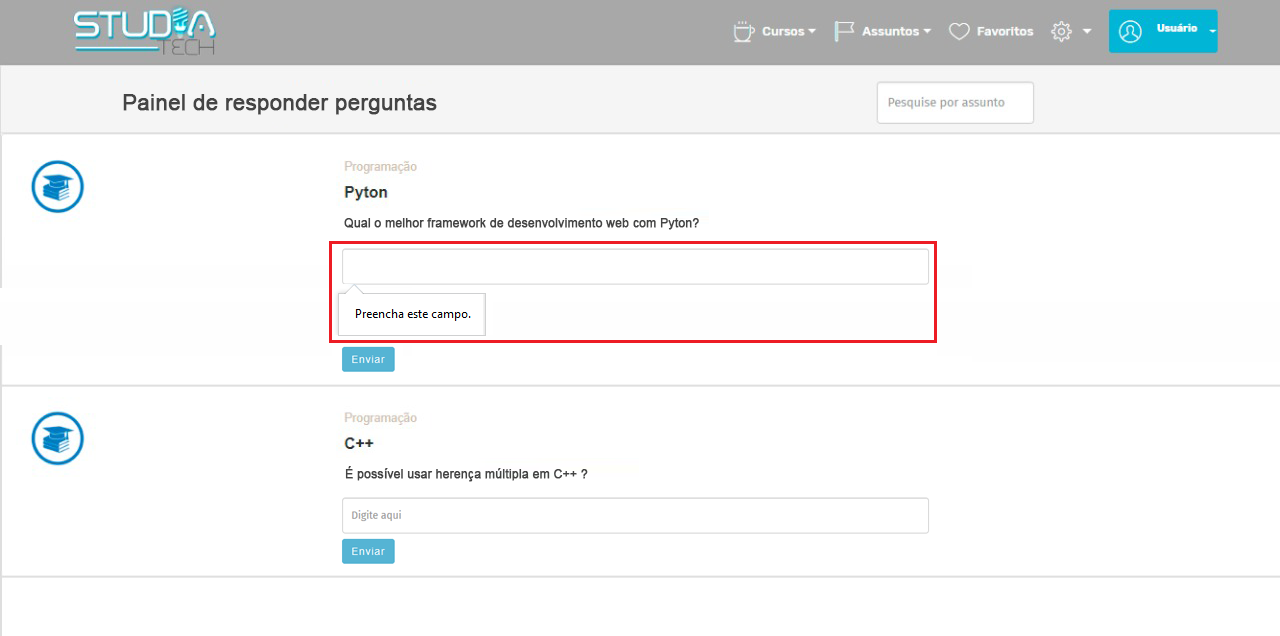 STUDIA
TECH
Cursos
Assuntos
Favoritos
Usuário
Painel de responder perguntas
Pesquise por assunto
Programação
Pyton
Qual o melhor framework de desenvolvimento web com Pyton?
Preencha este campo.
Enviar
Programação
C++
É possível usar herença múltipla em C++ ?
Digite aqui
Enviar